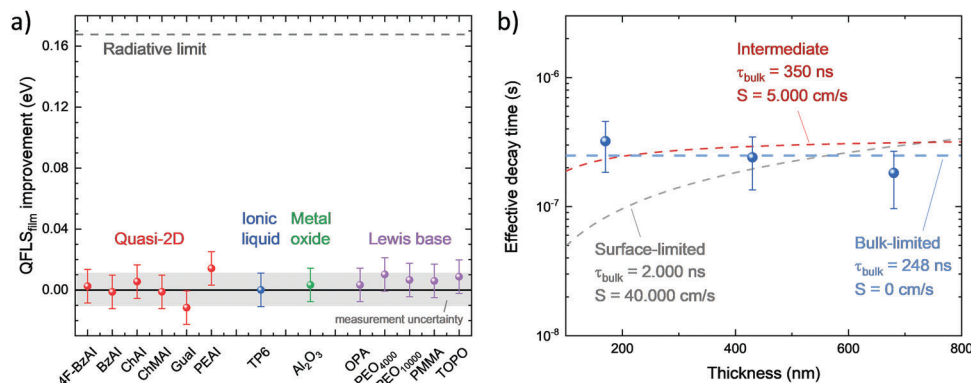 a)
QFLSfilm improvement (eV)
0.16
0.12
0.08
0.04
0.00
Radiative limit
Quasi-2D
Ionic
liquid
Metal
oxide
Lewis base
measurement uncertainty
4F-BzAI
BzAI
ChAI
ChMAI
GuaI
PEAI
TP6
Al₂O₃
OPA
PEO₄₀₀₀
PEO₁₀₀₀₀
PMMA
TOPO
b)
Effective decay time (s)
10⁻⁶
10⁻⁷
10⁻⁸
Intermediate
τbulk = 350 ns
S = 5.000 cm/s
Surface-limited
τbulk = 2.000 ns
S = 40.000 cm/s
Bulk-limited
τbulk = 248 ns
S = 0 cm/s
200
400
600
800
Thickness (nm)